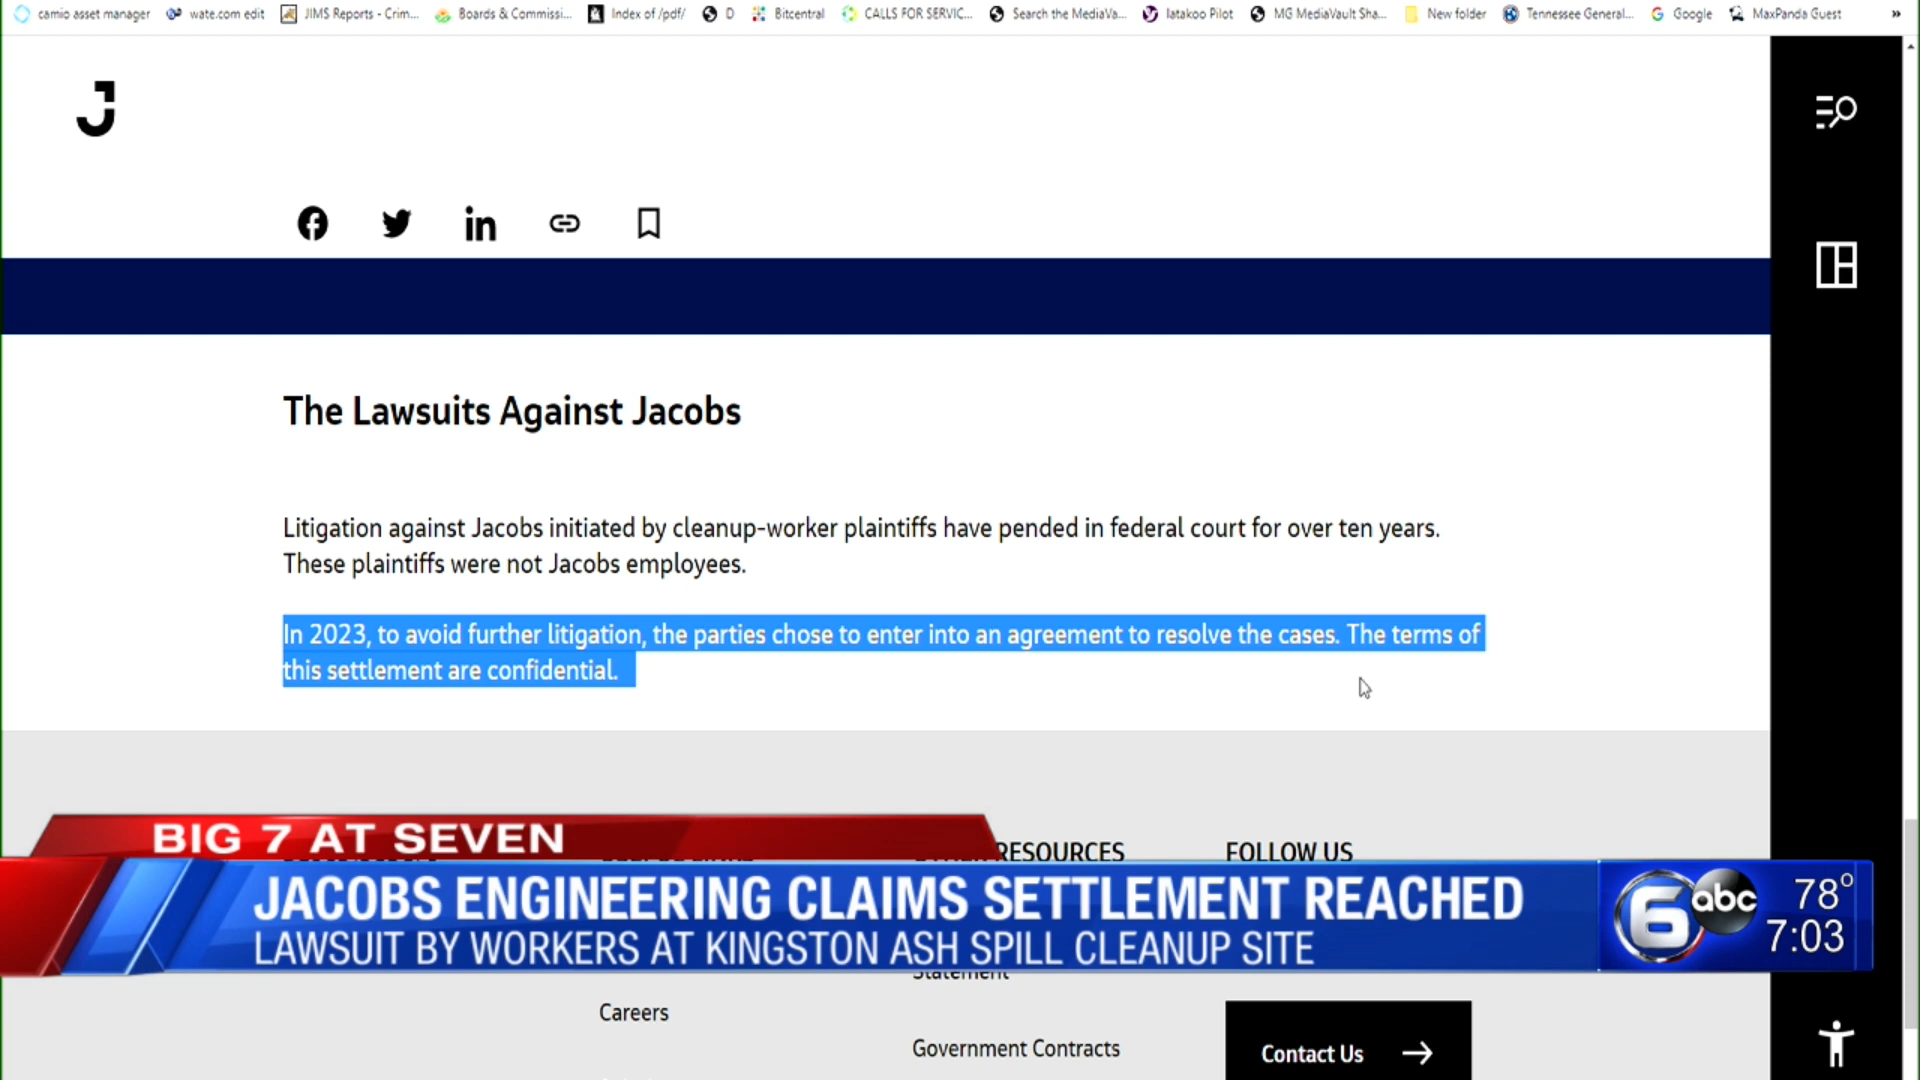 camio asset manager
wate.com edit
JIMS Reports - Crim...
Boards & Commissi...
Index of /pdf/
D
Bitcentral
CALLS FOR SERVIC...
Search the MediaVa...
latakoo Pilot
MG MediaVault Sha...
New folder
Tennessee General...
Google
MaxPanda Guest
»
J
The Lawsuits Against Jacobs
Litigation against Jacobs initiated by cleanup-worker plaintiffs have pended in federal court for over ten years.
These plaintiffs were not Jacobs employees.
In 2023, to avoid further litigation, the parties chose to enter into an agreement to resolve the cases. The terms of
this settlement are confidential.
RESOURCES
FOLLOW US
BIG 7 AT SEVEN
JACOBS ENGINEERING CLAIMS SETTLEMENT REACHED
LAWSUIT BY WORKERS AT KINGSTON ASH SPILL CLEANUP SITE
6 abc
78°
7:03
Statement
Careers
Government Contracts
Contact Us